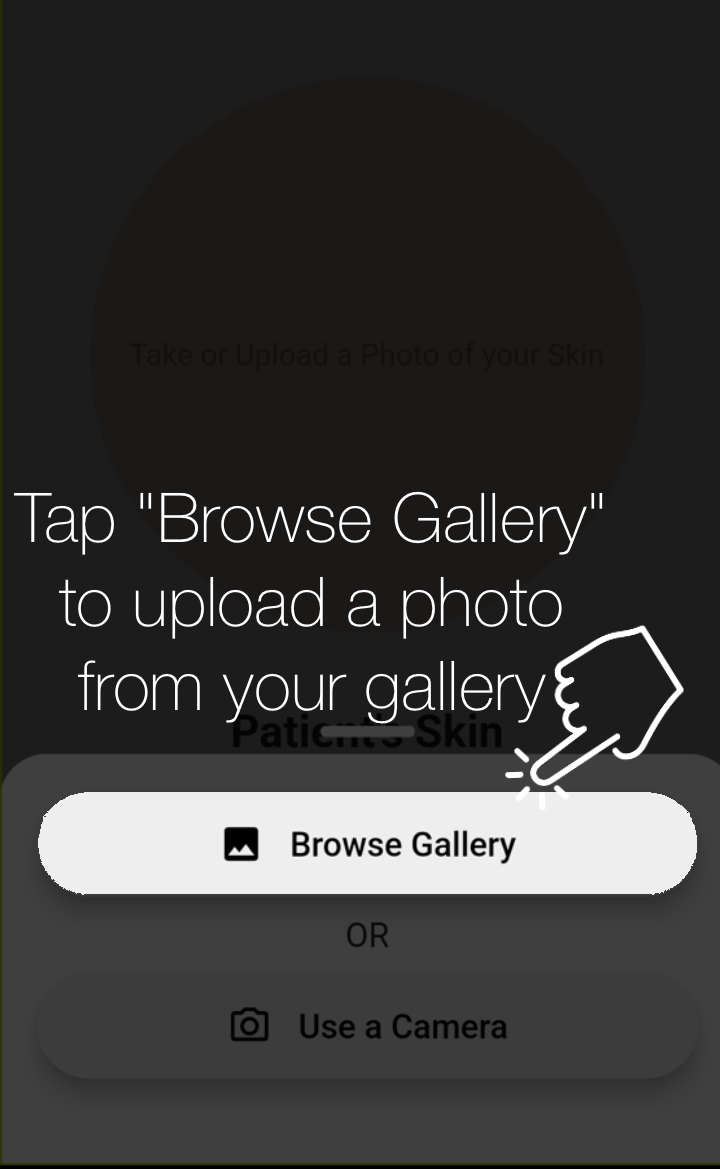 Take or Upload a Photo of your Skin
Tap "Browse Gallery"
to upload a photo
from your gallery
Patient's Skin
Browse Gallery
OR
Use a Camera